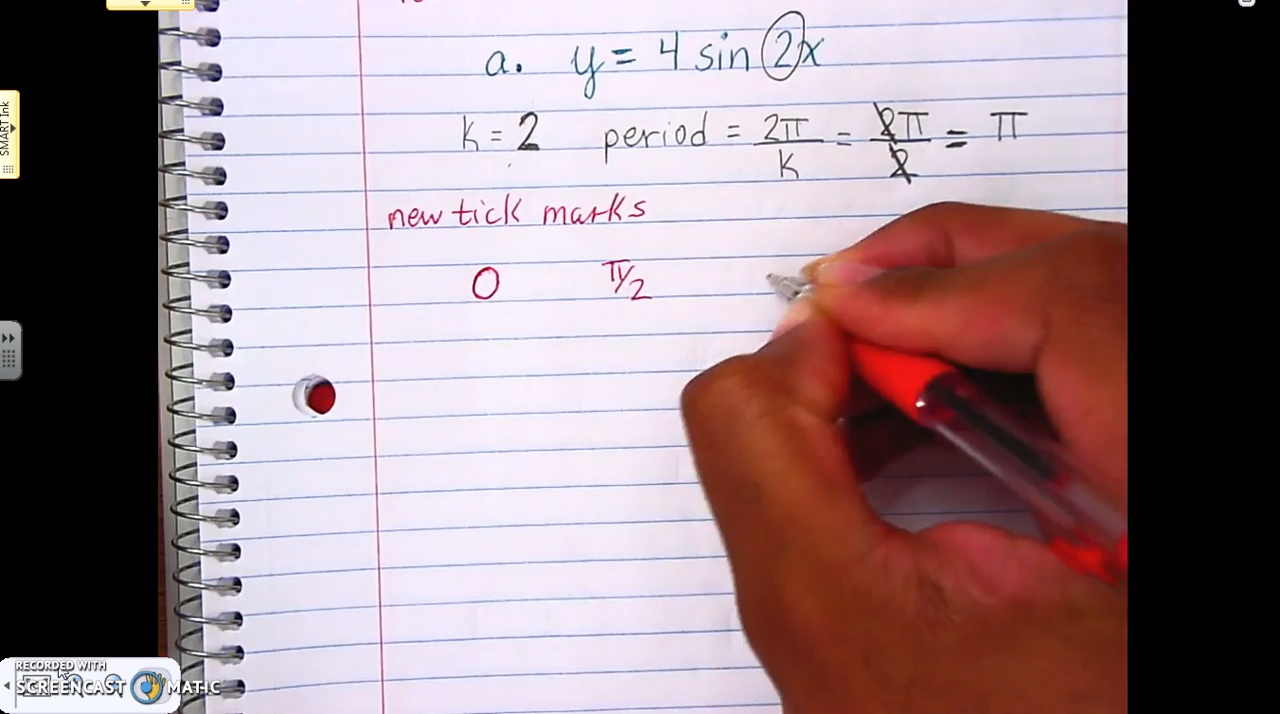 a. y = 4 sin 2x
k = 2 period = 2π/k = 2π/2 = π
new tick marks
0 π/2
SMART Ink
RECORDED WITH
SCREENCAST MATIC